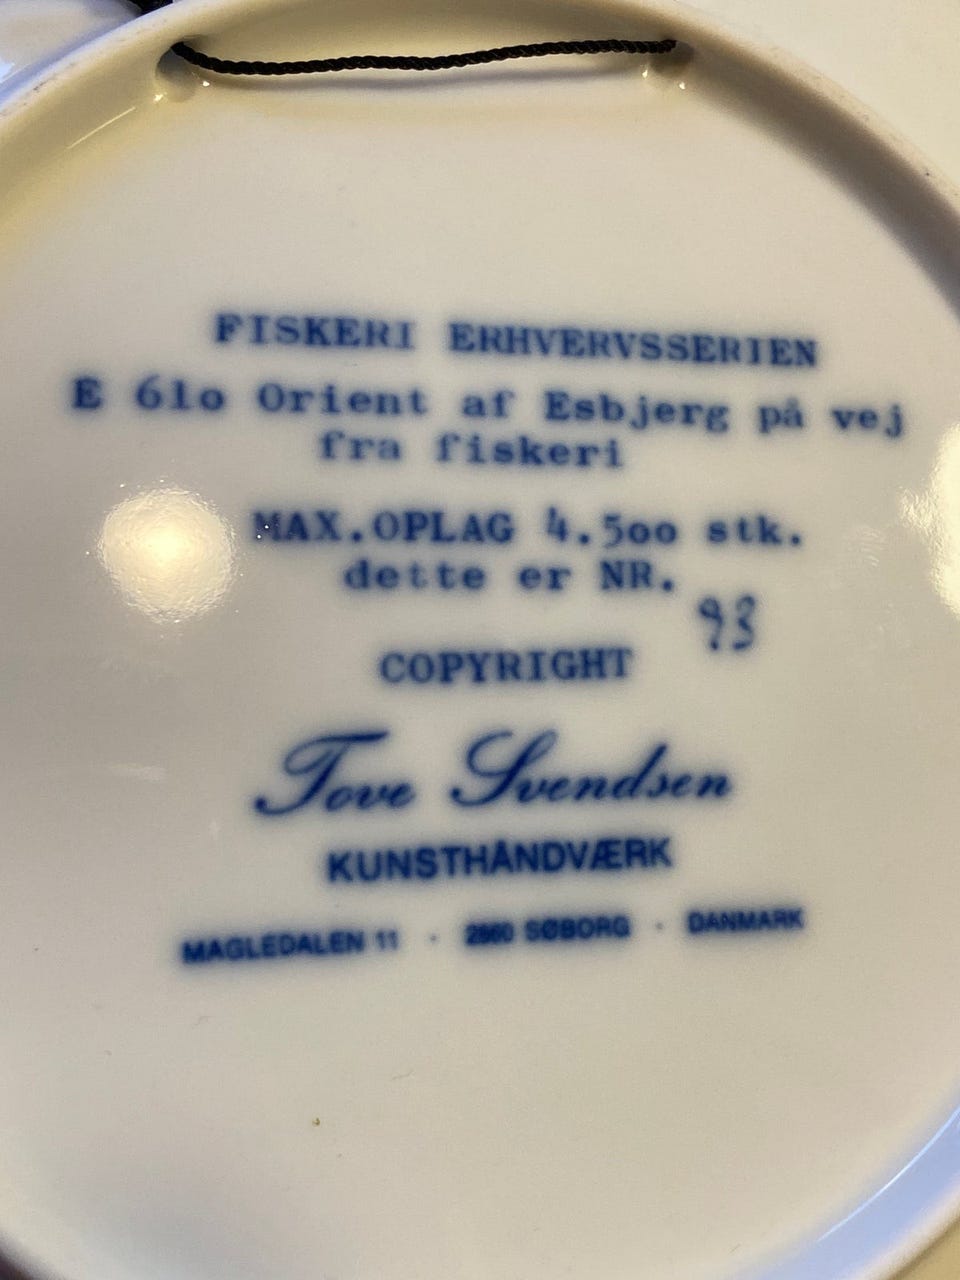 FISKERI ERHVERVSSERIEN
E 61o Orient af Esbjerg på vej
fra fiskeri
MAX.OPLAG 4.5oo stk.
dette er NR.
93
COPYRIGHT
Tove Svendsen
KUNSTHÅNDVÆRK
MAGLEDALEN 11 · 2860 SØBORG · DANMARK